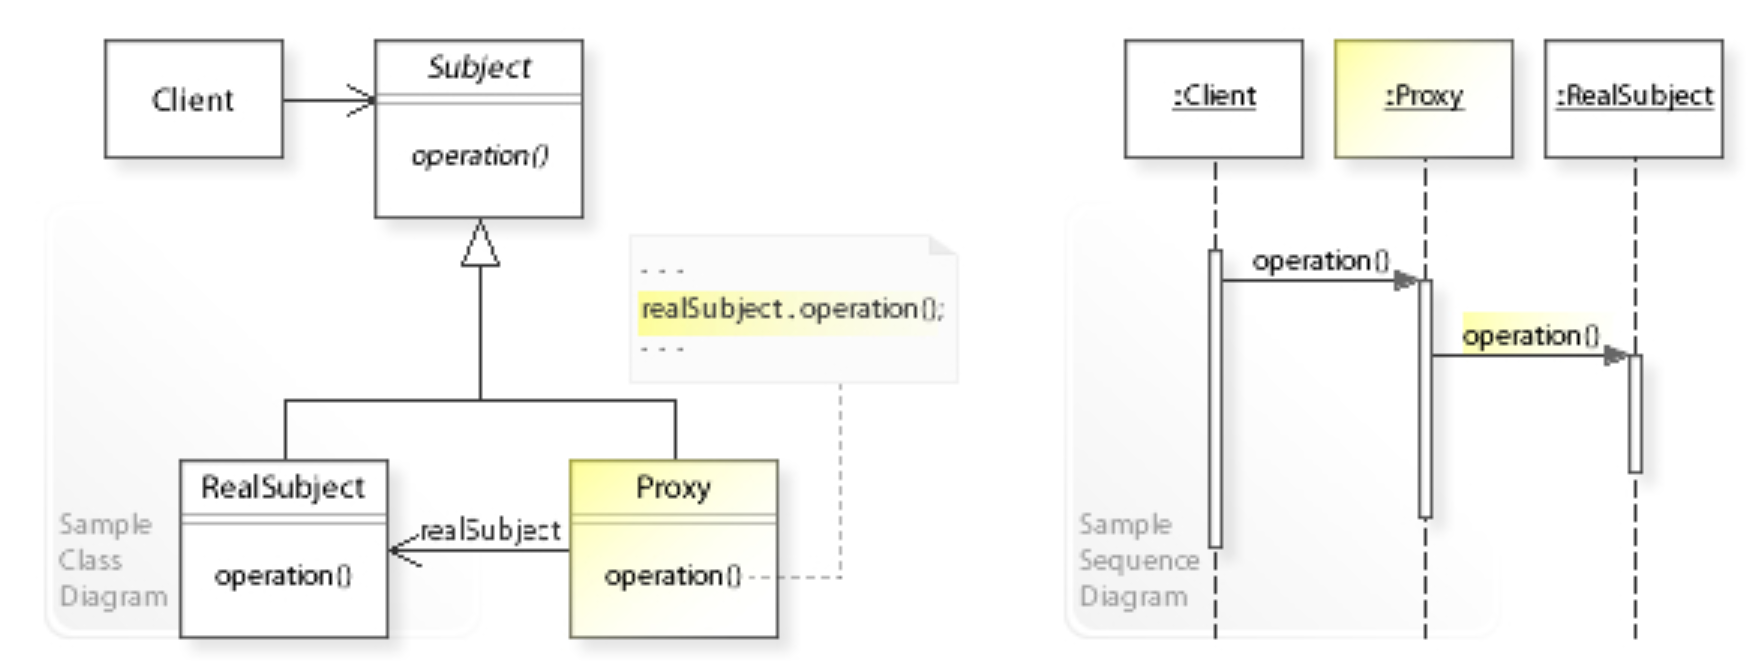 Client
Subject
operation()
- - -
realSubject.operation();
- - -
RealSubject
operation()
realSubject
Proxy
operation()
Sample
Class
Diagram
:Client
:Proxy
:RealSubject
operation()
operation()
Sample
Sequence
Diagram